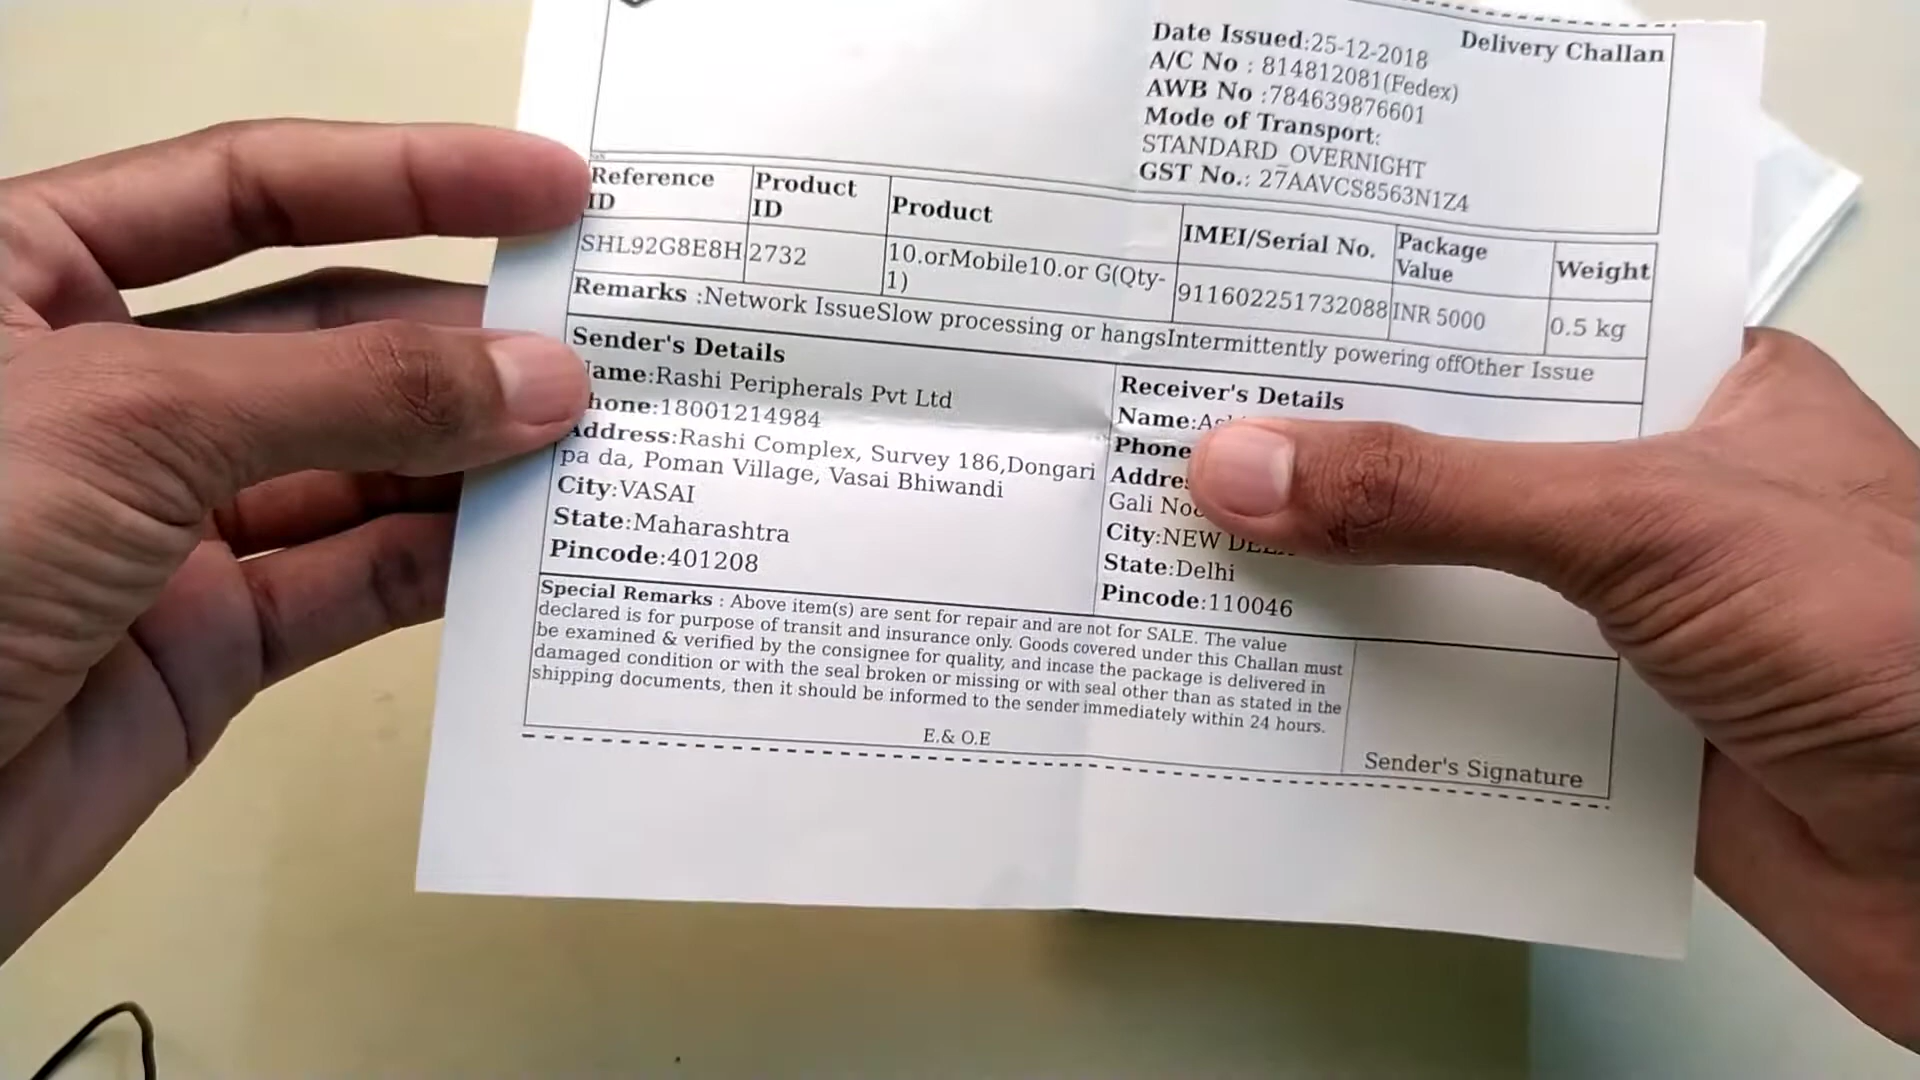 Delivery Challan
Date Issued:25-12-2018
A/C No : 814812081(Fedex)
AWB No :784639876601
Mode of Transport:
STANDARD_OVERNIGHT
GST No.: 27AAVCS8563N1Z4
Reference ID Product ID Product IMEI/Serial No. Package Value Weight
SHL92G8E8H 2732 10.orMobile10.or G(Qty-1) 911602251732088 INR 5000 0.5 kg
Remarks :Network IssueSlow processing or hangsIntermittently powering offOther Issue
Sender's Details
Name:Rashi Peripherals Pvt Ltd
Phone:18001214984
Address:Rashi Complex, Survey 186,Dongari
pa da, Poman Village, Vasai Bhiwandi
City:VASAI
State:Maharashtra
Pincode:401208
Receiver's Details
Name:
Phone
Gali
City:NEW
State:Delhi
Pincode:110046
Special Remarks : Above item(s) are sent for repair and are not for SALE. The value
declared is for purpose of transit and insurance only. Goods covered under this Challan must
be examined & verified by the consignee for quality, and incase the package is delivered in
damaged condition or with the seal broken or missing or with seal other than as stated in the
shipping documents, then it should be informed to the sender immediately within 24 hours.
E.& O.E
Sender's Signature